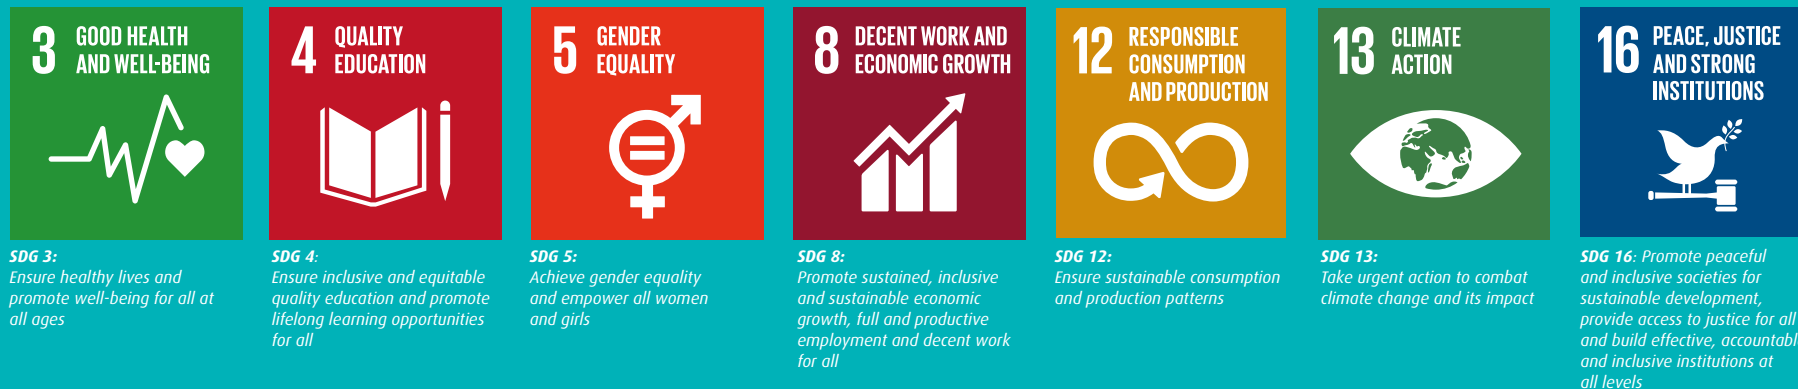 3 GOOD HEALTH
AND WELL-BEING
SDG 3:
Ensure healthy lives and
promote well-being for all at
all ages
4 QUALITY
EDUCATION
SDG 4:
Ensure inclusive and equitable
quality education and promote
lifelong learning opportunities
for all
5 GENDER
EQUALITY
SDG 5:
Achieve gender equality
and empower all women
and girls
8 DECENT WORK AND
ECONOMIC GROWTH
SDG 8:
Promote sustained, inclusive
and sustainable economic
growth, full and productive
employment and decent work
for all
12 RESPONSIBLE
CONSUMPTION
AND PRODUCTION
SDG 12:
Ensure sustainable consumption
and production patterns
13 CLIMATE
ACTION
SDG 13:
Take urgent action to combat
climate change and its impact
16 PEACE, JUSTICE
AND STRONG
INSTITUTIONS
SDG 16: Promote peaceful
and inclusive societies for
sustainable development,
provide access to justice for all
and build effective, accountable
and inclusive institutions at
all levels